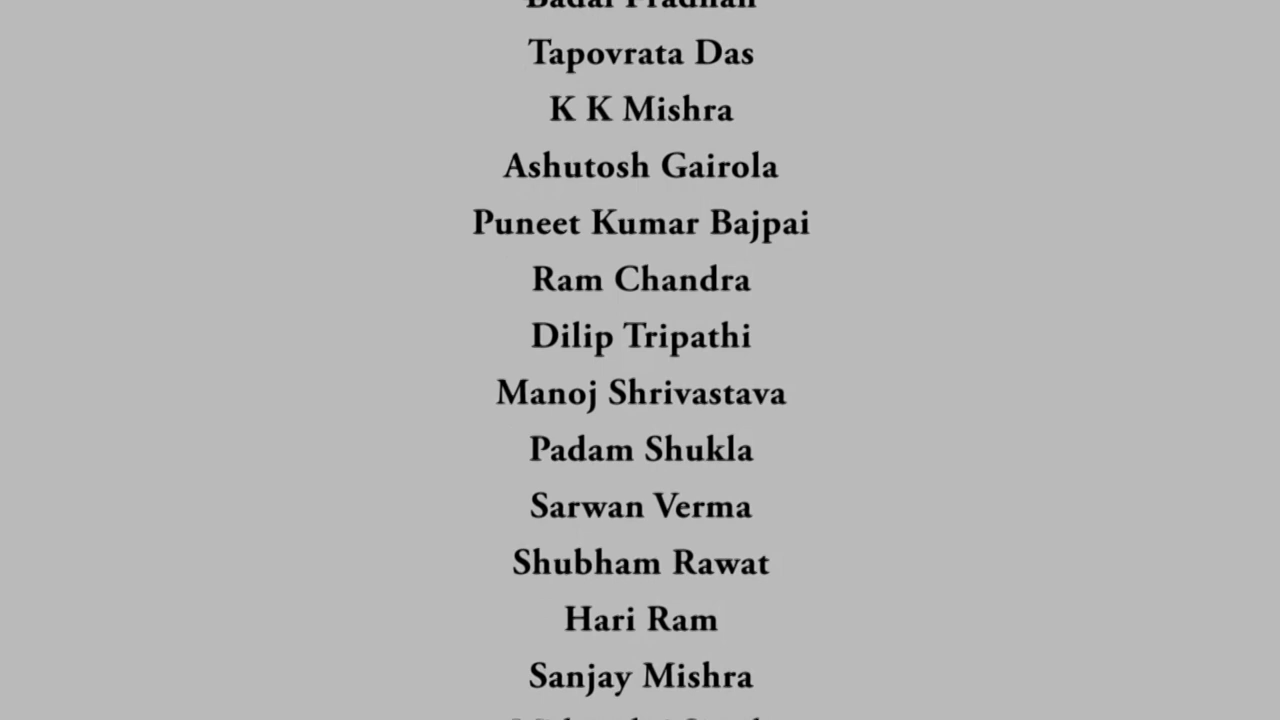 Tapovrata Das
K K Mishra
Ashutosh Gairola
Puneet Kumar Bajpai
Ram Chandra
Dilip Tripathi
Manoj Shrivastava
Padam Shukla
Sarwan Verma
Shubham Rawat
Hari Ram
Sanjay Mishra